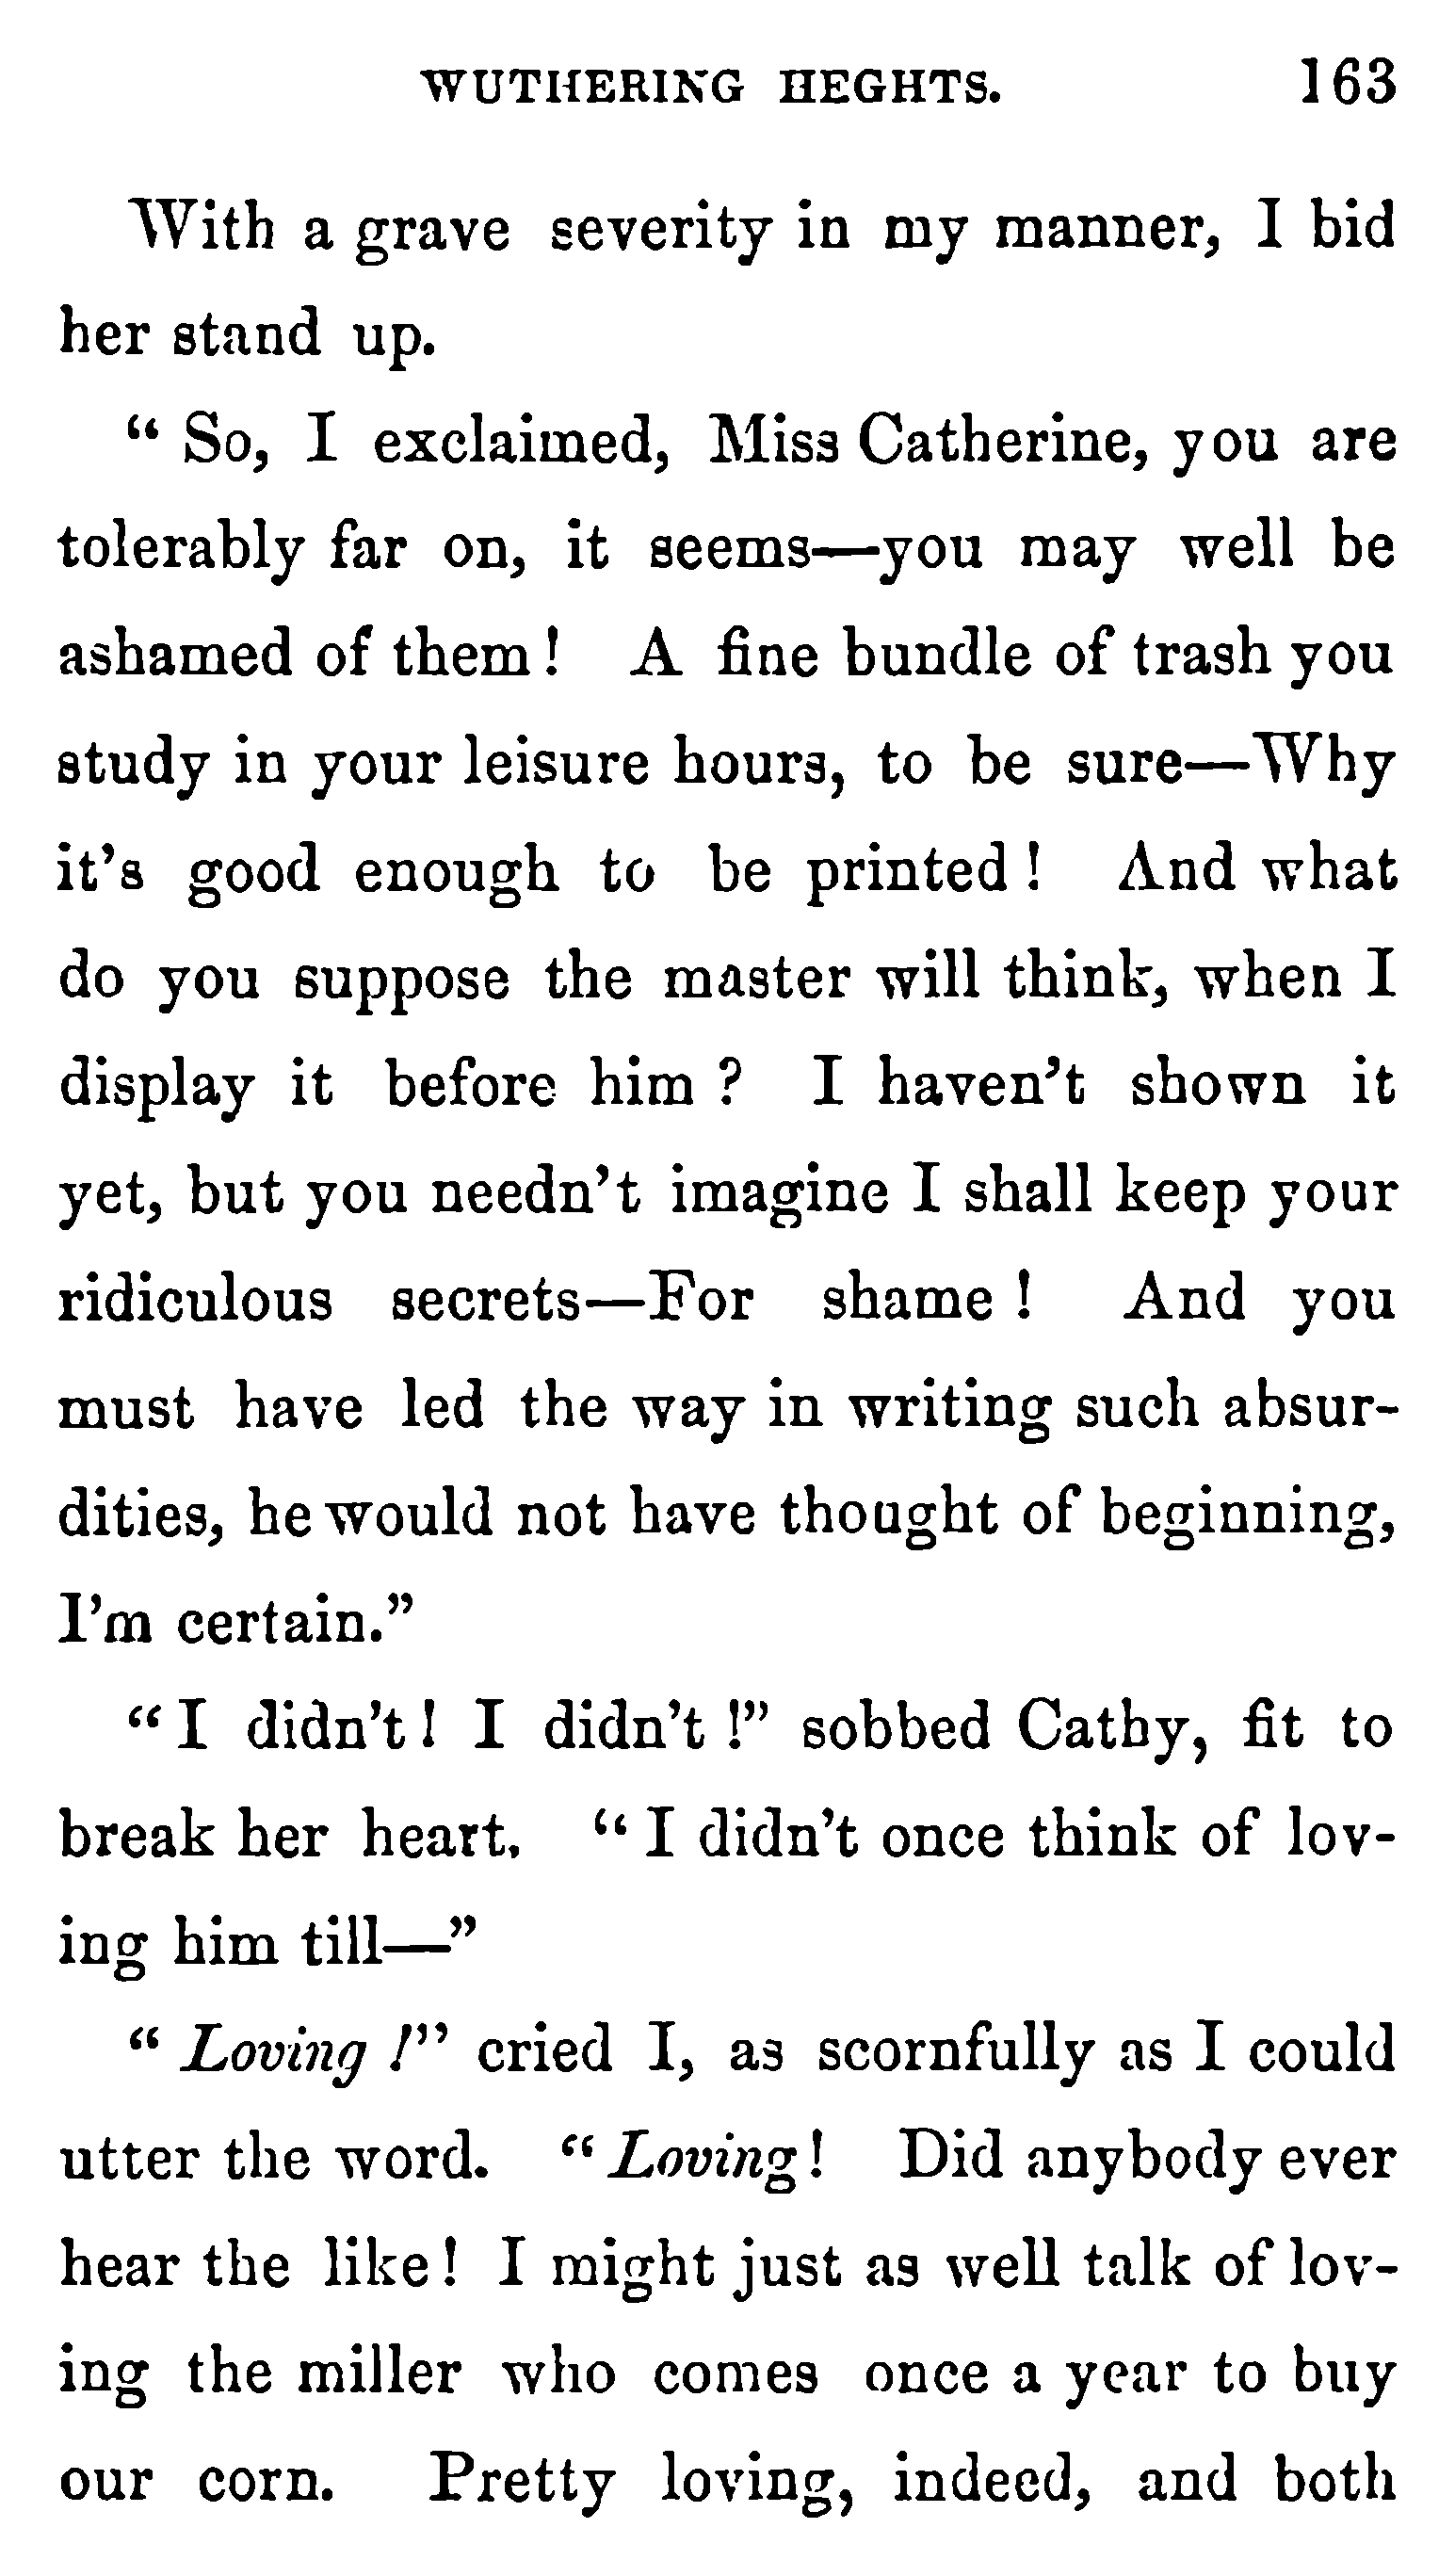 WUTHERING HEGHTS. 163
With a grave severity in my manner, I bid
her stand up.
“ So, I exclaimed, Miss Catherine, you are
tolerably far on, it seems—you may well be
ashamed of them! A fine bundle of trash you
study in your leisure hours, to be sure—Why
it’s good enough to be printed! And what
do you suppose the master will think, when I
display it before him? I haven’t shown it
yet, but you needn’t imagine I shall keep your
ridiculous secrets—For shame! And you
must have led the way in writing such absur-
dities, he would not have thought of beginning,
I’m certain.”
“I didn’t! I didn’t!” sobbed Cathy, fit to
break her heart. “I didn’t once think of lov-
ing him till—”
“Loving!” cried I, as scornfully as I could
utter the word. “Loving! Did anybody ever
hear the like! I might just as well talk of lov-
ing the miller who comes once a year to buy
our corn. Pretty loving, indeed, and both